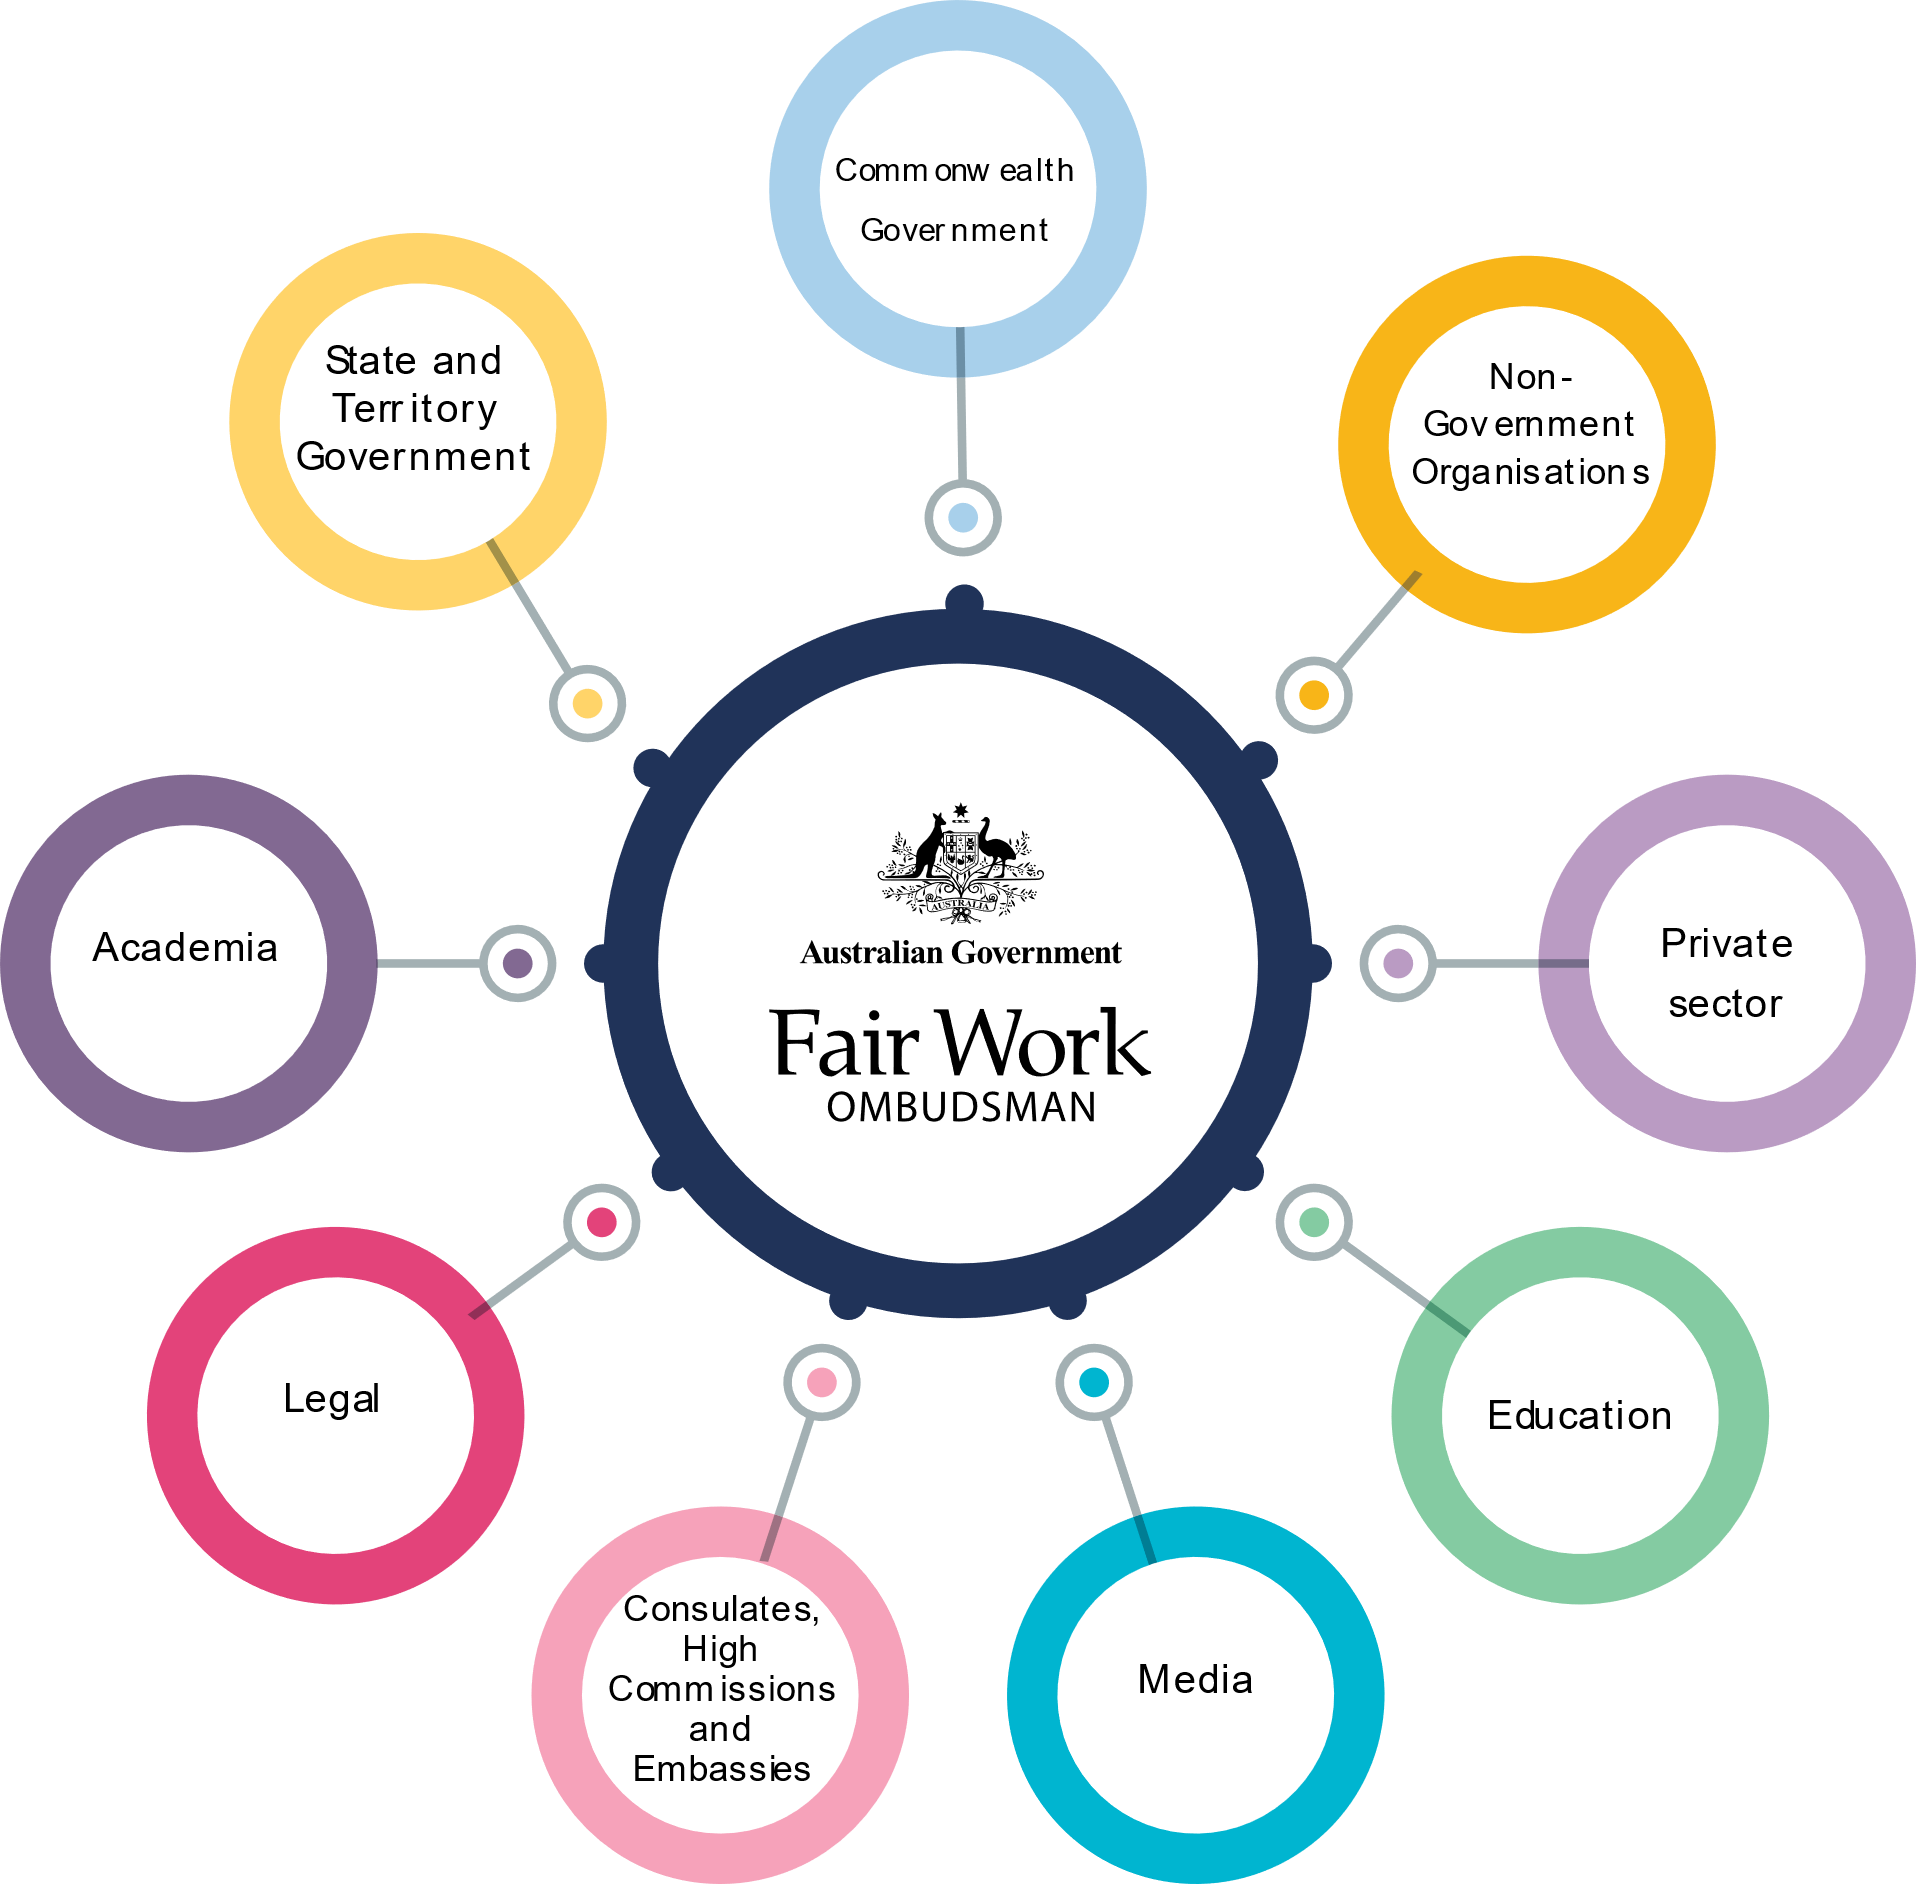 Commonwealth
Government
State and
Territory
Government
Non-
Government
Organisations
Academia
AUSTRALIA
Australian Government
Fair Work
OMBUDSMAN
Private
sector
Legal
Education
Consulates,
High
Commissions
and
Embassies
Media